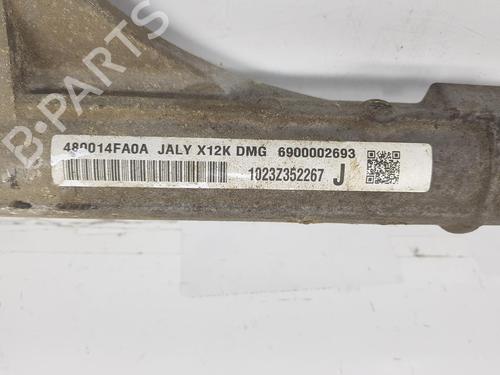 480014FA0A JALY X12K DMG 6900002693
1023Z352267 J
B-PARTS